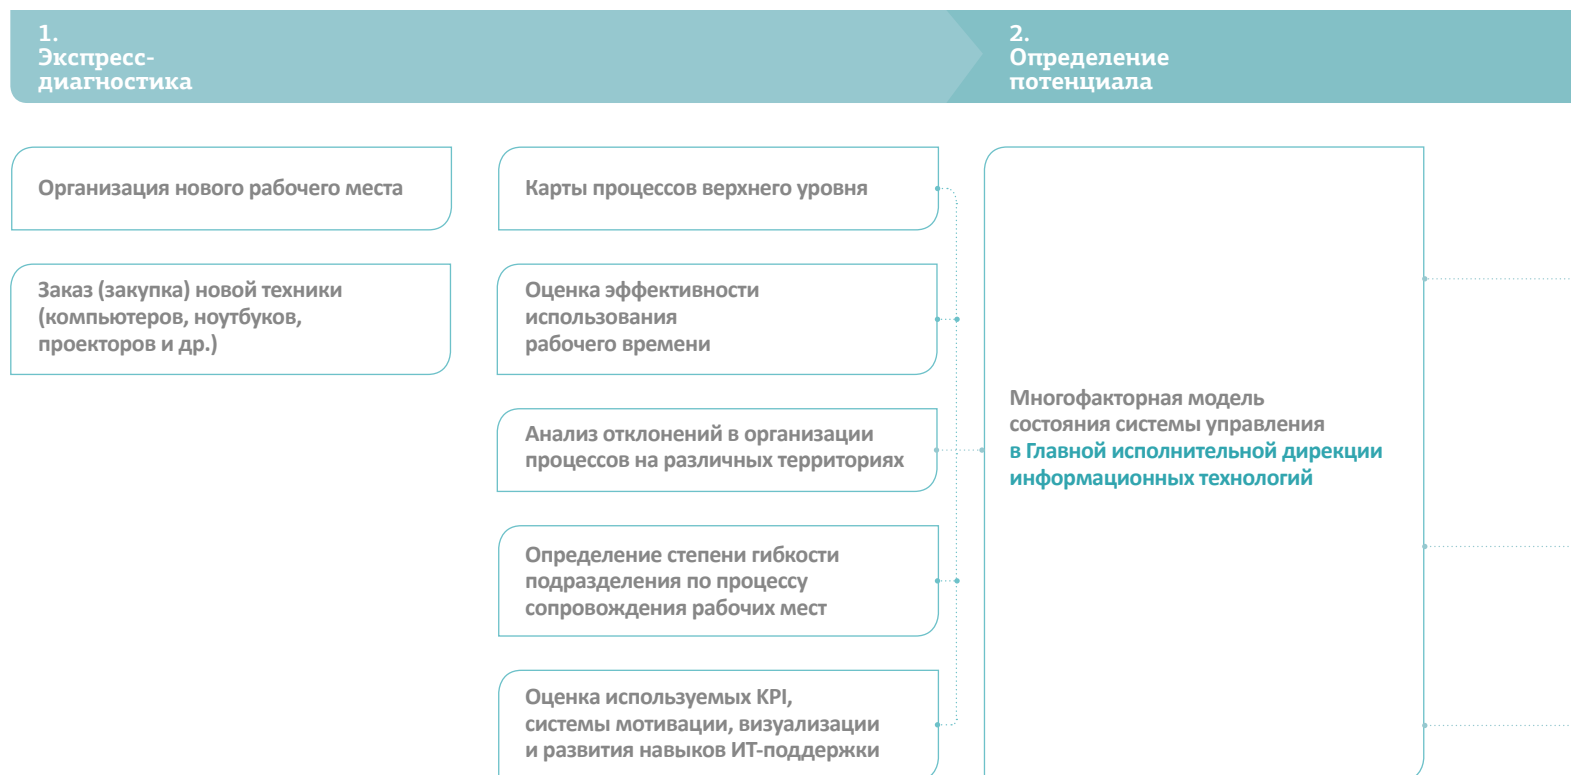 1.
Экспресс-
диагностика
2.
Определение
потенциала
Организация нового рабочего места
Заказ (закупка) новой техники
(компьютеров, ноутбуков,
проекторов и др.)
Карты процессов верхнего уровня
Оценка эффективности
использования
рабочего времени
Анализ отклонений в организации
процессов на различных территориях
Определение степени гибкости
подразделения по процессу
сопровождения рабочих мест
Оценка используемых KPI,
системы мотивации, визуализации
и развития навыков ИТ-поддержки
Многофакторная модель
состояния системы управления
в Главной исполнительной дирекции
информационных технологий